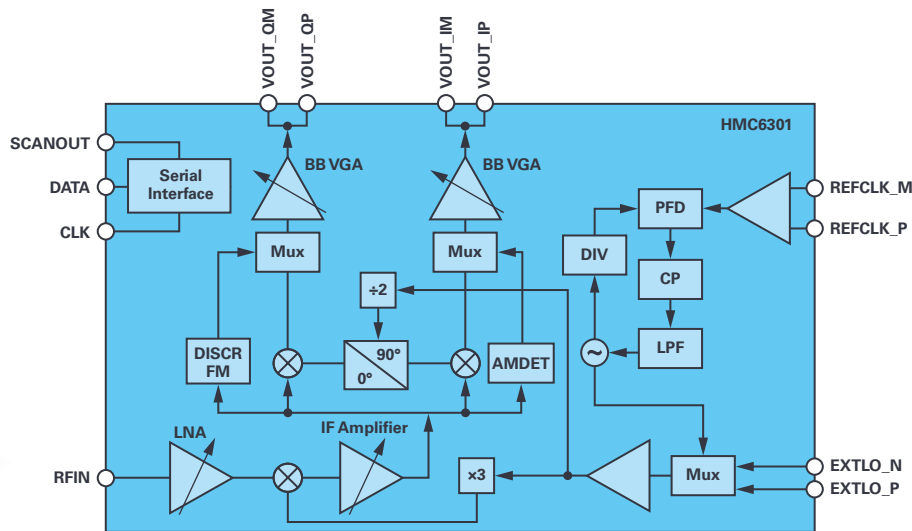 VOUT_QM
VOUT_QP
VOUT_IM
VOUT_IP
HMC6301
SCANOUT
DATA
CLK
Serial
Interface
BB VGA
BB VGA
REFCLK_M
REFCLK_P
PFD
DIV
CP
LPF
~
Mux
Mux
÷2
90°
0°
DISCR
FM
AMDET
LNA
IF Amplifier
RFIN
×3
Mux
EXTLO_N
EXTLO_P